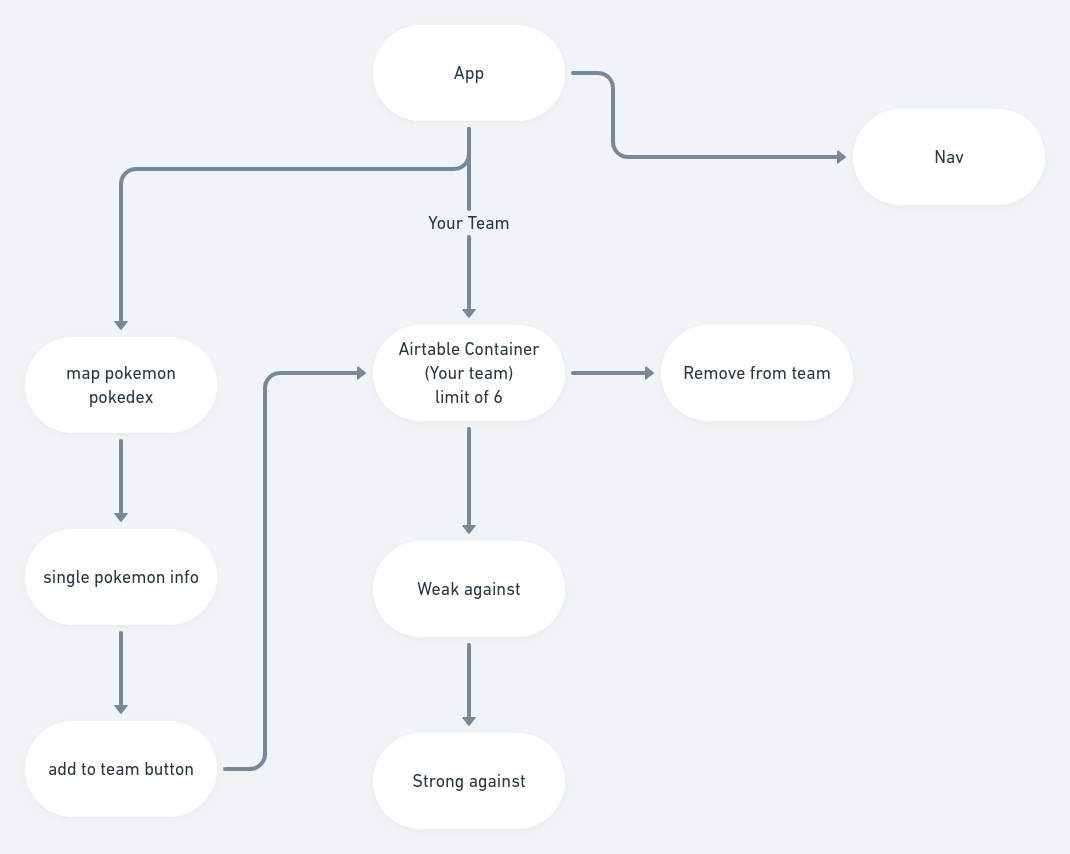 App
Nav
Your Team
map pokemon
pokedex
Airtable Container
(Your team)
limit of 6
Remove from team
single pokemon info
Weak against
add to team button
Strong against